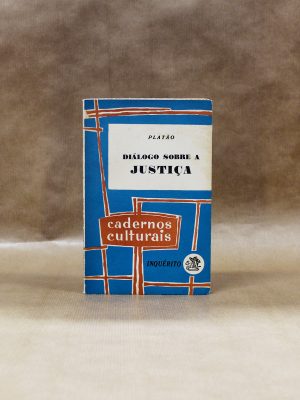 PLATÃO
DIÁLOGO SOBRE A
JUSTIÇA
cadernos
culturais
INQUÉRITO